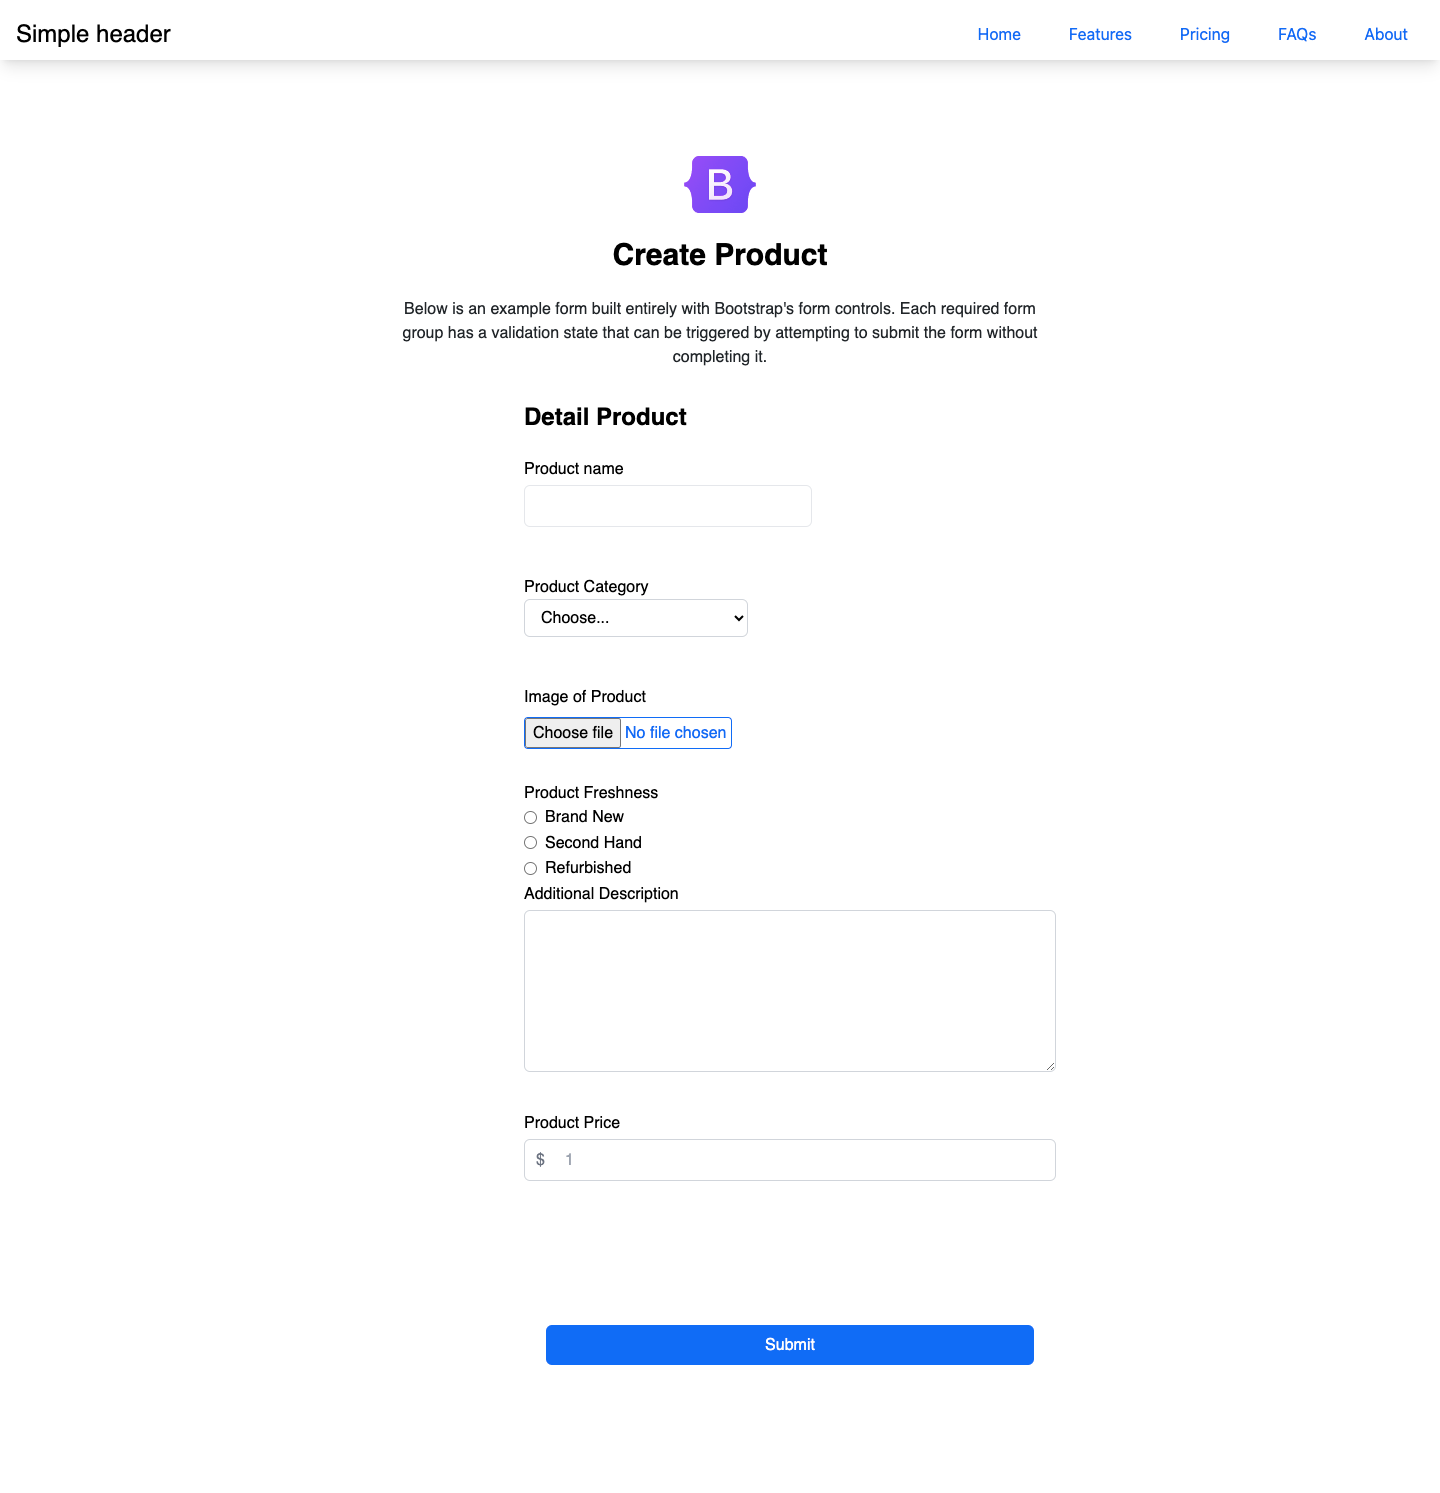 Simple header
Home Features Pricing FAQs About
B
Create Product
Below is an example form built entirely with Bootstrap's form controls. Each required form
group has a validation state that can be triggered by attempting to submit the form without
completing it.
Detail Product
Product name
Product Category
Choose...
Image of Product
Choose file No file chosen
Product Freshness
Brand New
Second Hand
Refurbished
Additional Description
Product Price
$ 1
Submit